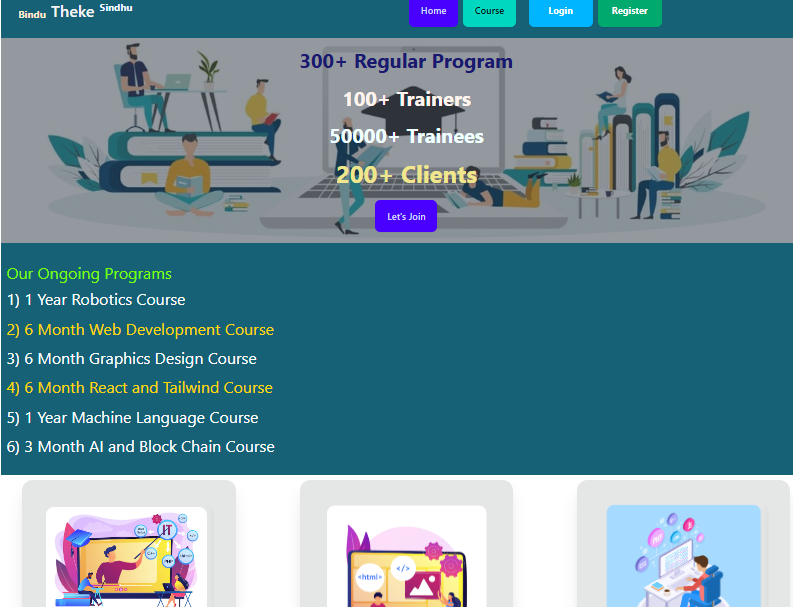 Bindu Theke Sindhu
Home Course Login Register
300+ Regular Program
100+ Trainers
50000+ Trainees
200+ Clients
Let's Join
Our Ongoing Programs
1) 1 Year Robotics Course
2) 6 Month Web Development Course
3) 6 Month Graphics Design Course
4) 6 Month React and Tailwind Course
5) 1 Year Machine Language Course
6) 3 Month AI and Block Chain Course
IT
</>
PHP
<html>
</>